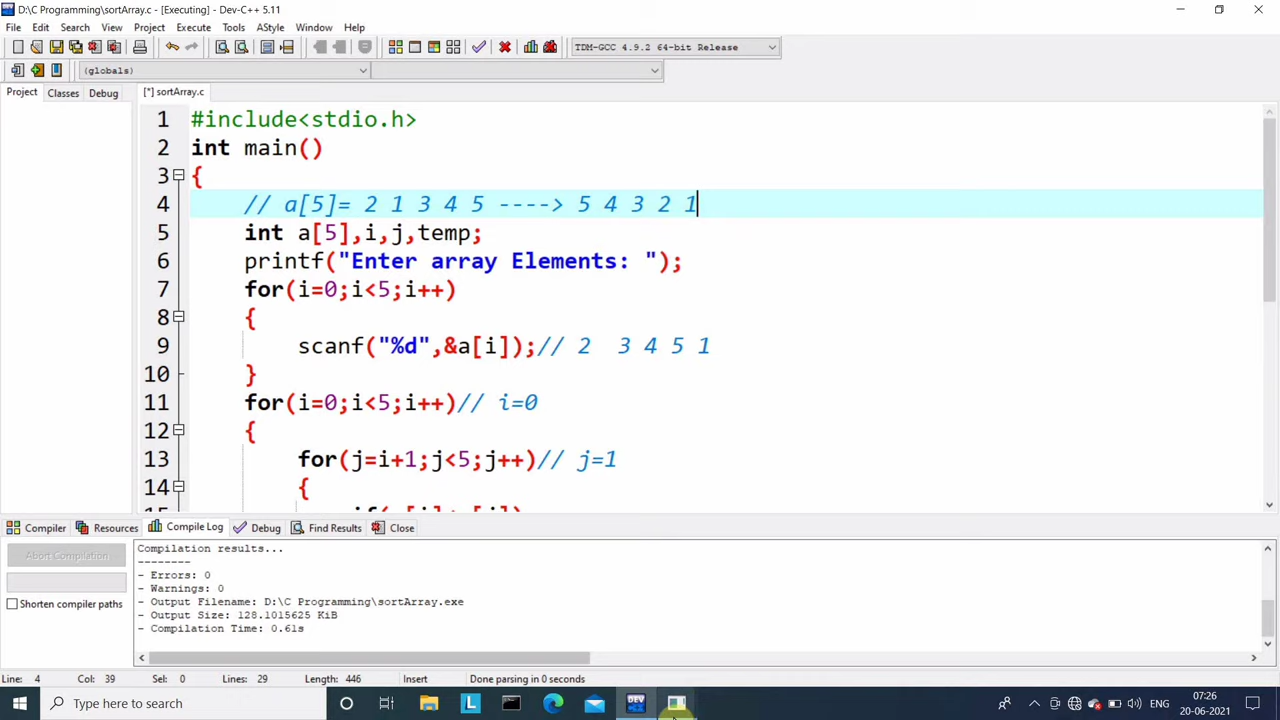 D:\C Programming\sortArray.c - [Executing] - Dev-C++ 5.11
File Edit Search View Project Execute Tools AStyle Window Help
TDM-GCC 4.9.2 64-bit Release
(globals)
Project Classes Debug [*] sortArray.c
1 #include<stdio.h>
2 int main()
3 {
4 // a[5]= 2 1 3 4 5 ----> 5 4 3 2 1
5 int a[5],i,j,temp;
6 printf("Enter array Elements: ");
7 for(i=0;i<5;i++)
8 {
9 scanf("%d",&a[i]);// 2  3 4 5 1
10 }
11 for(i=0;i<5;i++)// i=0
12 {
13 for(j=i+1;j<5;j++)// j=1
14 {
Compiler Resources Compile Log Debug Find Results Close
Abort Compilation
Shorten compiler paths
Compilation results...
--------
- Errors: 0
- Warnings: 0
- Output Filename: D:\C Programming\sortArray.exe
- Output Size: 128.1015625 KiB
- Compilation Time: 0.61s
Line: 4 Col: 39 Sel: 0 Lines: 29 Length: 446 Insert Done parsing in 0 seconds
Type here to search
L
DEV
ENG
07:26
20-06-2021